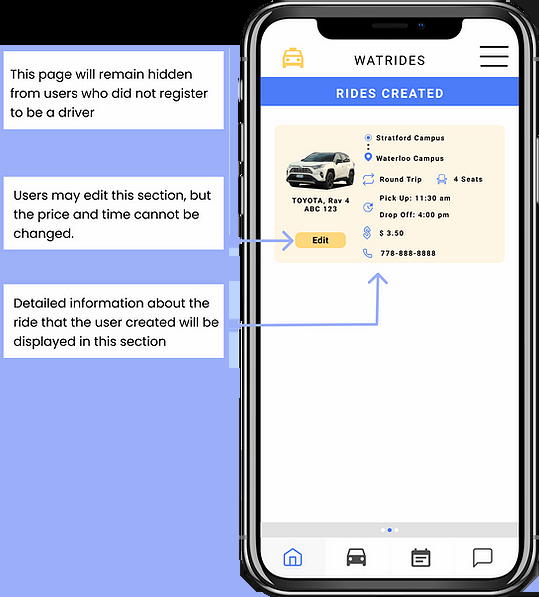 This page will remain hidden
from users who did not register
to be a driver
Users may edit this section, but
the price and time cannot be
changed.
Detailed information about the
ride that the user created will be
displayed in this section
WATRIDES
RIDES CREATED
Stratford Campus
Waterloo Campus
Round Trip 4 Seats
TOYOTA, Rav 4
ABC 123
Pick Up: 11:30 am
Drop Off: 4:00 pm
Edit
$ 3.50
778-888-8888